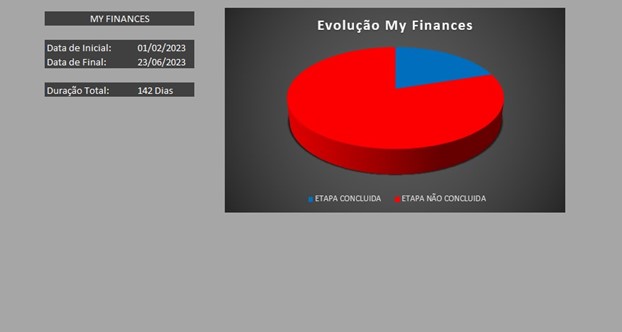 MY FINANCES
Data de Inicial: 01/02/2023
Data de Final: 23/06/2023
Duração Total: 142 Dias
Evolução My Finances
ETAPA CONCLUIDA ETAPA NÃO CONCLUIDA